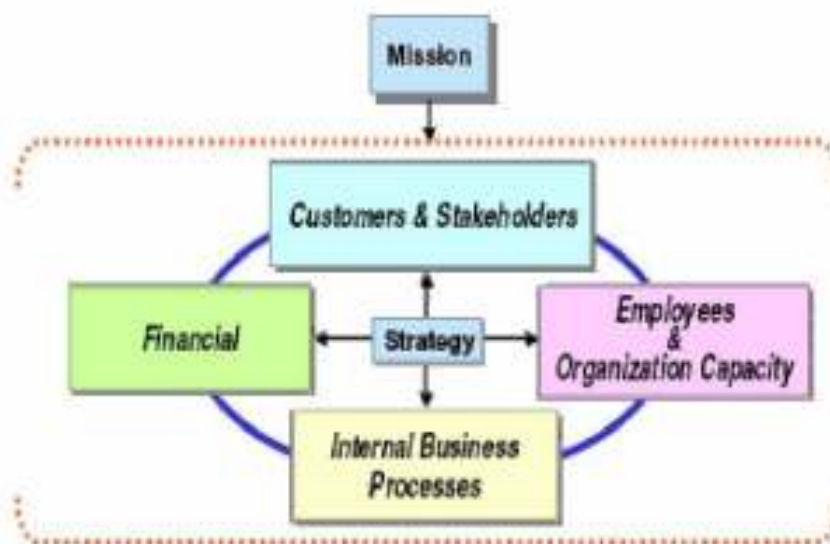 Mission
Customers & Stakeholders
Financial
Strategy
Employees
&
Organization Capacity
Internal Business
Processes